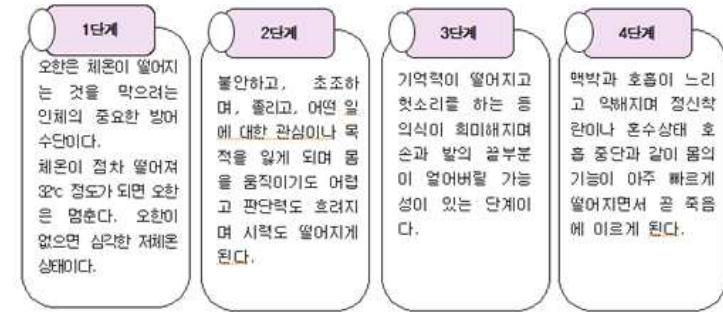 1단계
오한은 체온이 떨어지
는 것을 막으려는
인체의 중요한 방어
수단이다.
체온이 점차 떨어져
32℃ 정도가 되면 오한
은 멈춘다. 오한이
없으면 심각한 저체온
상태이다.
2단계
불안하고, 초조하
며, 졸리고, 어떤 일
에 대한 관심이나 목
적을 잃게 되며 몸
을 움직이기도 어렵
고 판단력도 흐려지
며 시력도 떨어지게
된다.
3단계
기억력이 떨어지고
헛소리를 하는 등
의식이 희미해지며
손과 발의 끝부분
이 얼어버릴 가능
성이 있는 단계이
다.
4단계
맥박과 호흡이 느리
고 약해지며 정신착
란이나 혼수상태 호
흡 중단과 같이 몸의
기능이 아주 빠르게
떨어지면서 곧 죽음
에 이르게 된다.